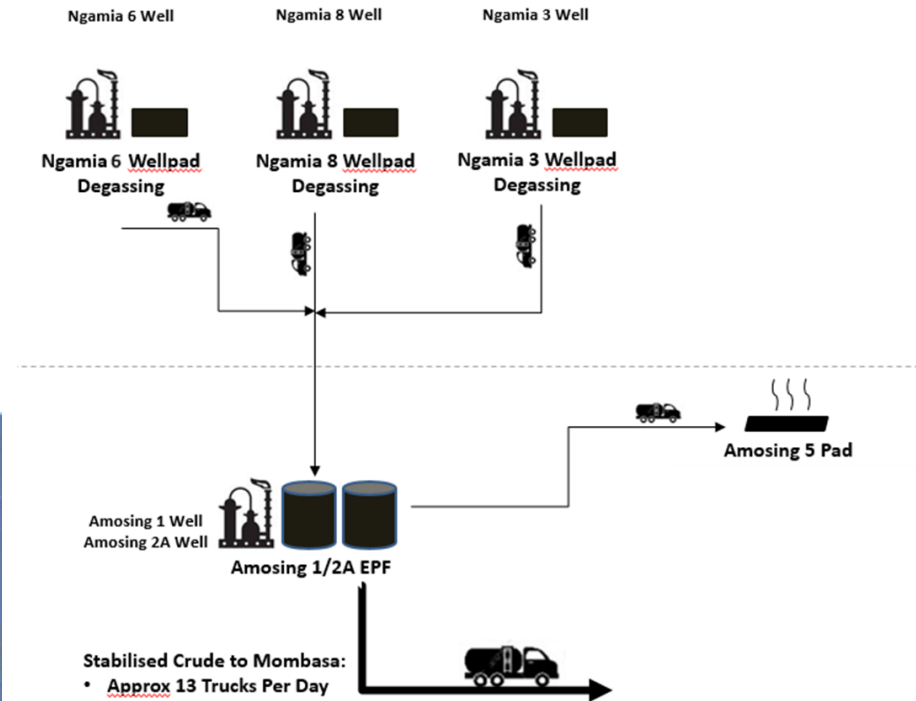 Ngamia 6 Well
Ngamia 8 Well
Ngamia 3 Well
Ngamia 6 Wellpad
Degassing
Ngamia 8 Wellpad
Degassing
Ngamia 3 Wellpad
Degassing
Amosing 5 Pad
Amosing 1 Well
Amosing 2A Well
Amosing 1/2A EPF
Stabilised Crude to Mombasa:
• Approx 13 Trucks Per Day